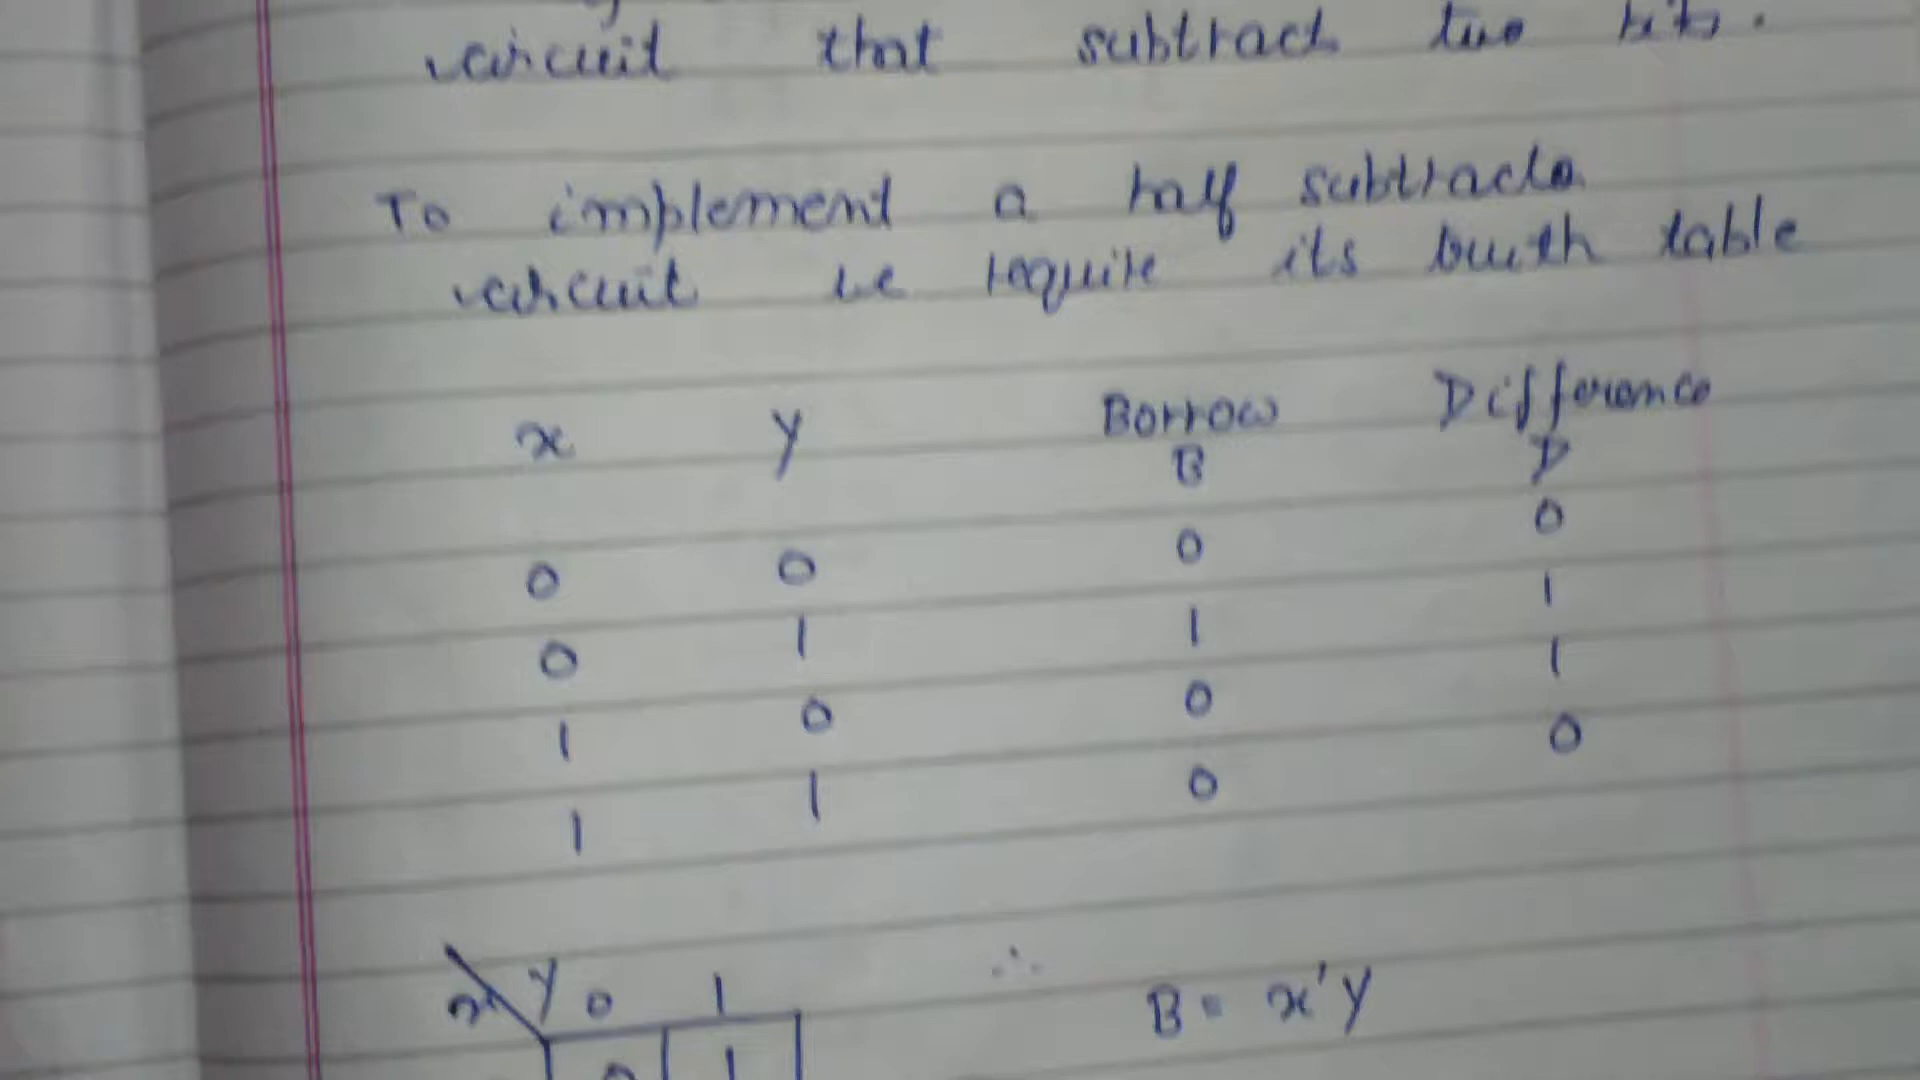 circuit that subtract two bits.
To implement a half subtracto
circuit we require its truth table
x y Borrow Difference
B D
0 0 0 0
0 1 1 1
1 0 0 1
1 1 0 0
x Y 0 1 ∴ B = x'y
0 1